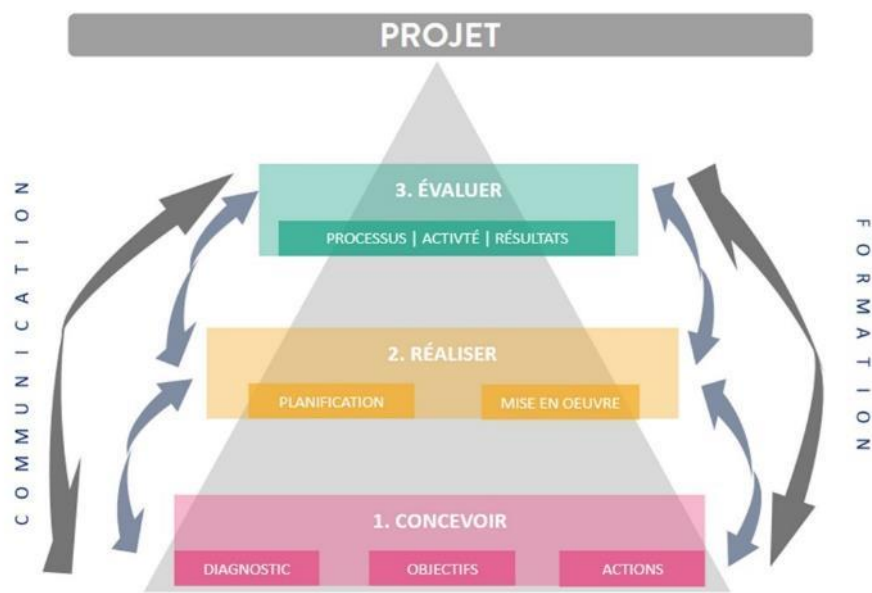 PROJET
COMMUNICATION
FORMATION
3. ÉVALUER
PROCESSUS | ACTIVTÉ | RÉSULTATS
2. RÉALISER
PLANIFICATION
MISE EN OEUVRE
1. CONCEVOIR
DIAGNOSTIC
OBJECTIFS
ACTIONS